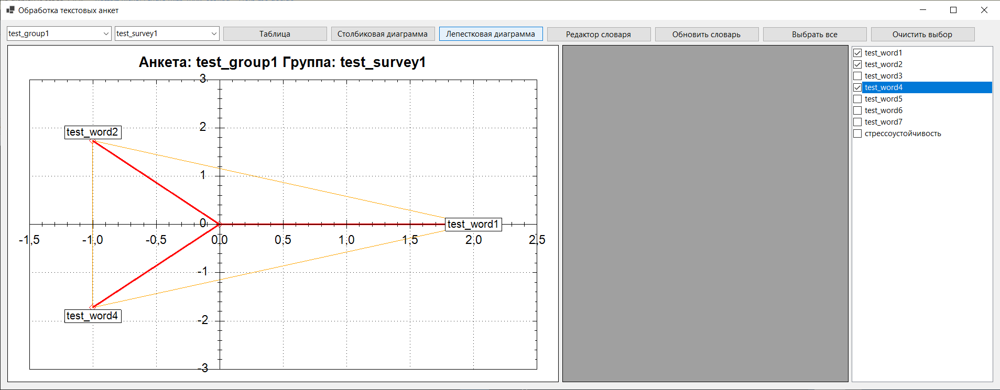 Обработка текстовых анкет
test_group1 test_survey1 Таблица Столбиковая диаграмма Лепестковая диаграмма Редактор словаря Обновить словарь Выбрать все Очистить выбор
Анкета: test_group1 Группа: test_survey1
3
2
test_word2
1
0
test_word1
-1,5 -1,0 -0,5 0,0 0,5 1,0 1,5 2,0 2,5
-1
test_word4
-2
-3
test_word1
test_word2
test_word3
test_word4
test_word5
test_word6
test_word7
стрессоустойчивость